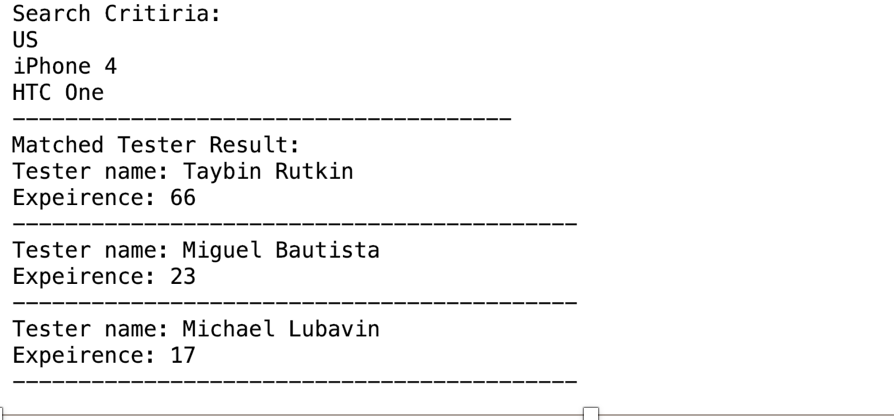 Search Critiria:
US
iPhone 4
HTC One
--------------------------------------
Matched Tester Result:
Tester name: Taybin Rutkin
Expeirence: 66
-------------------------------------------
Tester name: Miguel Bautista
Expeirence: 23
-------------------------------------------
Tester name: Michael Lubavin
Expeirence: 17
-------------------------------------------